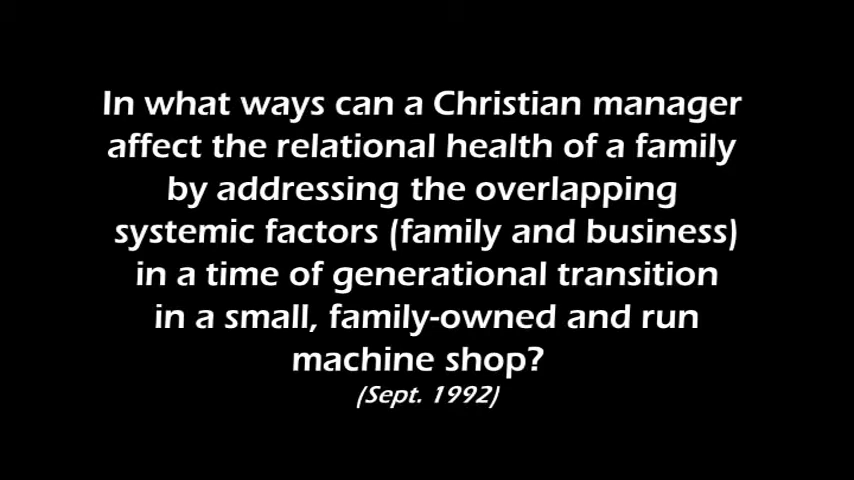 In what ways can a Christian manager
affect the relational health of a family
by addressing the overlapping
systemic factors (family and business)
in a time of generational transition
in a small, family-owned and run
machine shop?
(Sept. 1992)